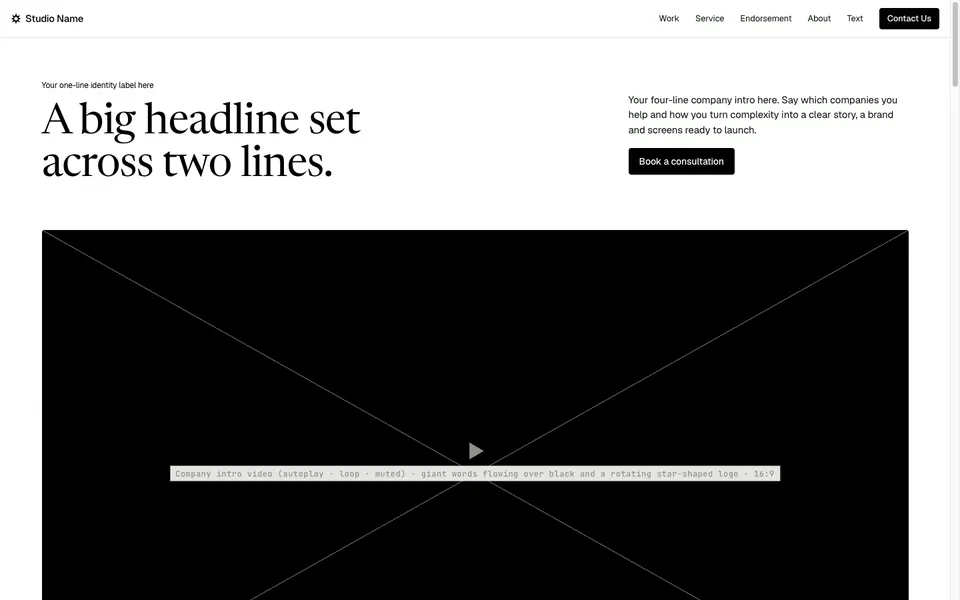 Studio Name
Work
Service
Endorsement
About
Text
Contact Us
Your one-line identity label here
A big headline set
across two lines.
Your four-line company intro here. Say which companies you
help and how you turn complexity into a clear story, a brand
and screens ready to launch.
Book a consultation
Company intro video (autoplay · loop · muted) · giant words flowing over black and a rotating star-shaped logo · 16:9